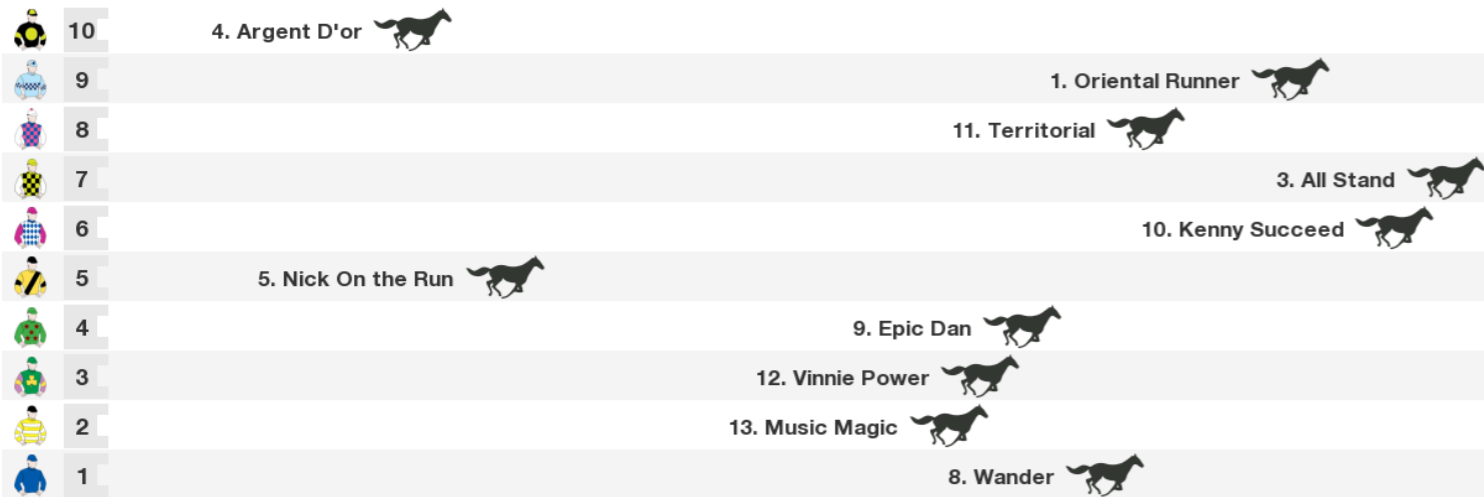 10 4. Argent D'or
9 1. Oriental Runner
8 11. Territorial
7 3. All Stand
6 10. Kenny Succeed
5 5. Nick On the Run
4 9. Epic Dan
3 12. Vinnie Power
2 13. Music Magic
1 8. Wander